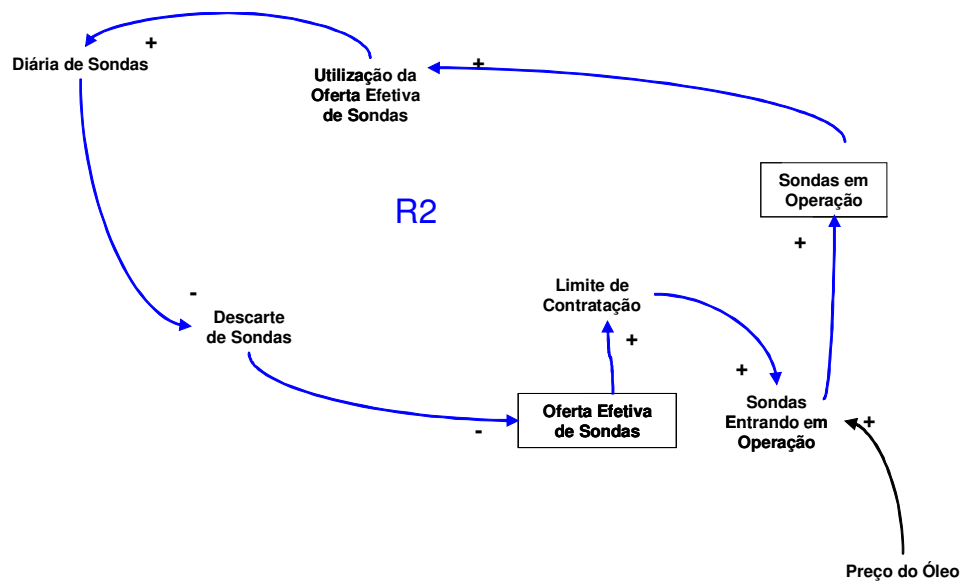 +
Diária de Sondas
Utilização da
Oferta Efetiva
de Sondas
+
Sondas em
Operação
R2
+
-
Descarte
de Sondas
Limite de
Contratação
+
+
Oferta Efetiva
de Sondas
-
Sondas
Entrando em
Operação
+
Preço do Óleo